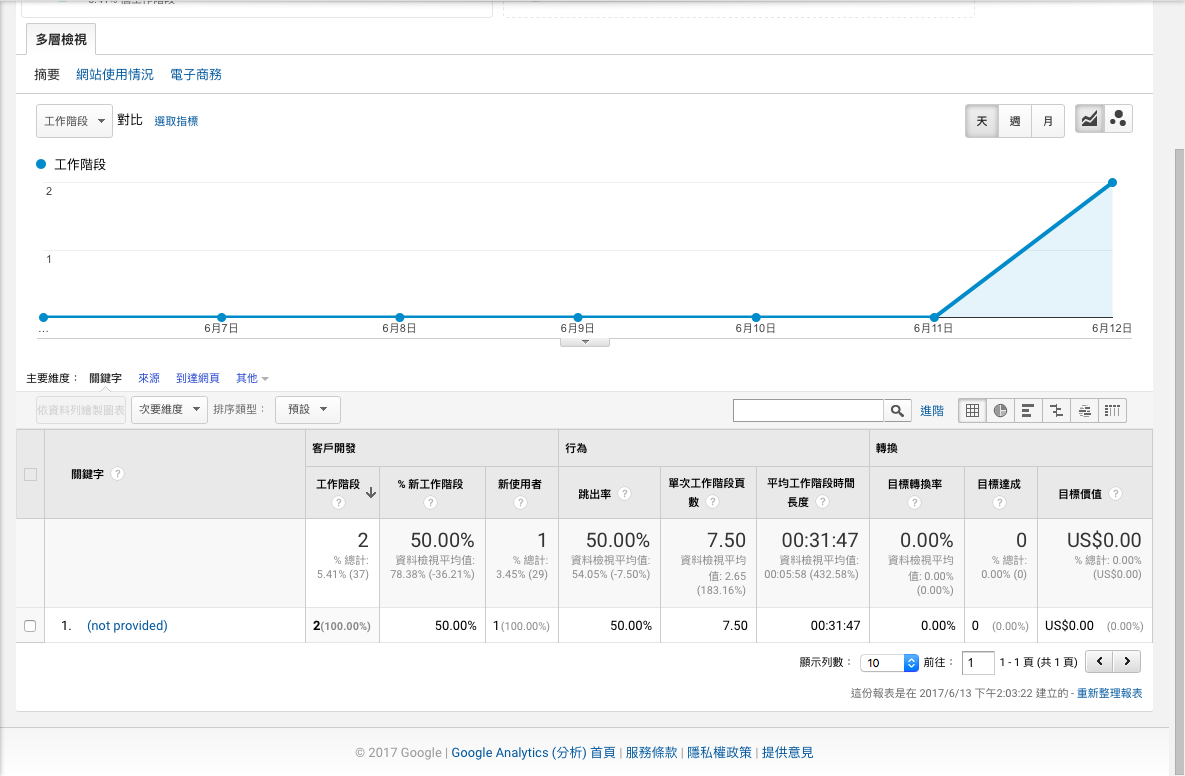 多層檢視
摘要 網站使用情況 電子商務
工作階段 對比 選取指標 天 週 月
工作階段
2
1
... 6月7日 6月8日 6月9日 6月10日 6月11日 6月12日
主要維度： 關鍵字 來源 到達網頁 其他
依資料列繪製圖表 次要維度 排序類型： 預設 進階
客戶開發 行為 轉換
關鍵字 ?
工作階段 ? % 新工作階段 ? 新使用者 ? 跳出率 ? 單次工作階段頁數 ? 平均工作階段時間長度 ? 目標轉換率 ? 目標達成 ? 目標價值 ?
2 50.00% 1 50.00% 7.50 00:31:47 0.00% 0 US$0.00
% 總計: 5.41% (37) 資料檢視平均值: 78.38% (-36.21%) % 總計: 3.45% (29) 資料檢視平均值: 54.05% (-7.50%) 資料檢視平均值: 2.65 (183.16%) 資料檢視平均值: 00:05:58 (432.58%) 資料檢視平均值: 0.00% (0.00%) % 總計: 0.00% (0) % 總計: 0.00% (US$0.00)
1. (not provided) 2(100.00%) 50.00% 1(100.00%) 50.00% 7.50 00:31:47 0.00% 0 (0.00%) US$0.00 (0.00%)
顯示列數： 10 前往： 1 1 - 1 頁 (共 1 頁)
這份報表是在 2017/6/13 下午2:03:22 建立的 - 重新整理報表
© 2017 Google | Google Analytics (分析) 首頁 | 服務條款 | 隱私權政策 | 提供意見